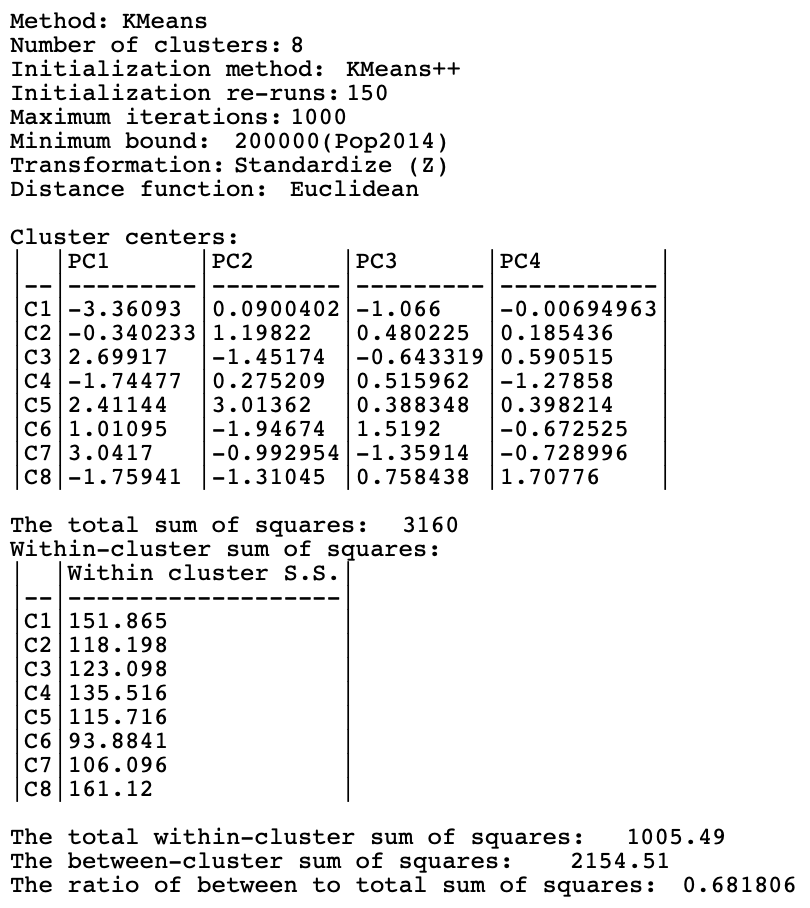 Method: KMeans
Number of clusters: 8
Initialization method: KMeans++
Initialization re-runs: 150
Maximum iterations: 1000
Minimum bound: 200000(Pop2014)
Transformation: Standardize (Z)
Distance function: Euclidean
Cluster centers:
|  |PC1      |PC2      |PC3      |PC4        |
|--|---------|---------|---------|-----------|
|C1|-3.36093 |0.0900402|-1.066   |-0.00694963|
|C2|-0.340233|1.19822  |0.480225 |0.185436   |
|C3|2.69917  |-1.45174 |-0.643319|0.590515   |
|C4|-1.74477 |0.275209 |0.515962 |-1.27858   |
|C5|2.41144  |3.01362  |0.388348 |0.398214   |
|C6|1.01095  |-1.94674 |1.5192   |-0.672525  |
|C7|3.0417   |-0.992954|-1.35914 |-0.728996  |
|C8|-1.75941 |-1.31045 |0.758438 |1.70776    |
The total sum of squares: 3160
Within-cluster sum of squares:
|  |Within cluster S.S.|
|--|-------------------|
|C1|151.865            |
|C2|118.198            |
|C3|123.098            |
|C4|135.516            |
|C5|115.716            |
|C6|93.8841            |
|C7|106.096            |
|C8|161.12             |
The total within-cluster sum of squares: 1005.49
The between-cluster sum of squares: 2154.51
The ratio of between to total sum of squares: 0.681806